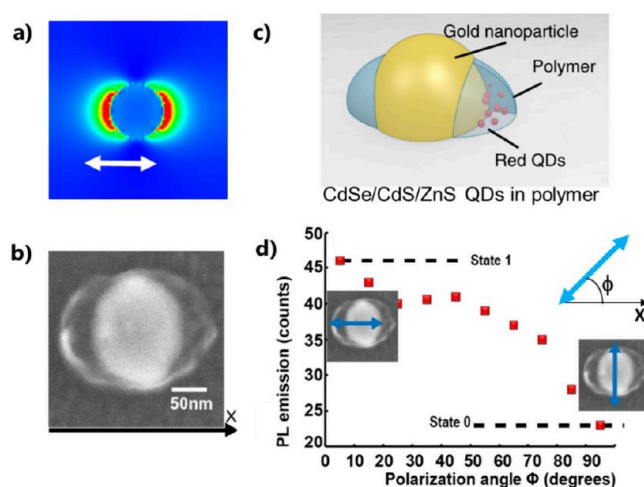 a)
c)
Gold nanoparticle
Polymer
Red QDs
CdSe/CdS/ZnS QDs in polymer
b)
50nm
X
d)
PL emission (counts)
50
45
40
35
30
25
20
State 1
State 0
ϕ
X
0 10 20 30 40 50 60 70 80 90
Polarization angle Φ (degrees)